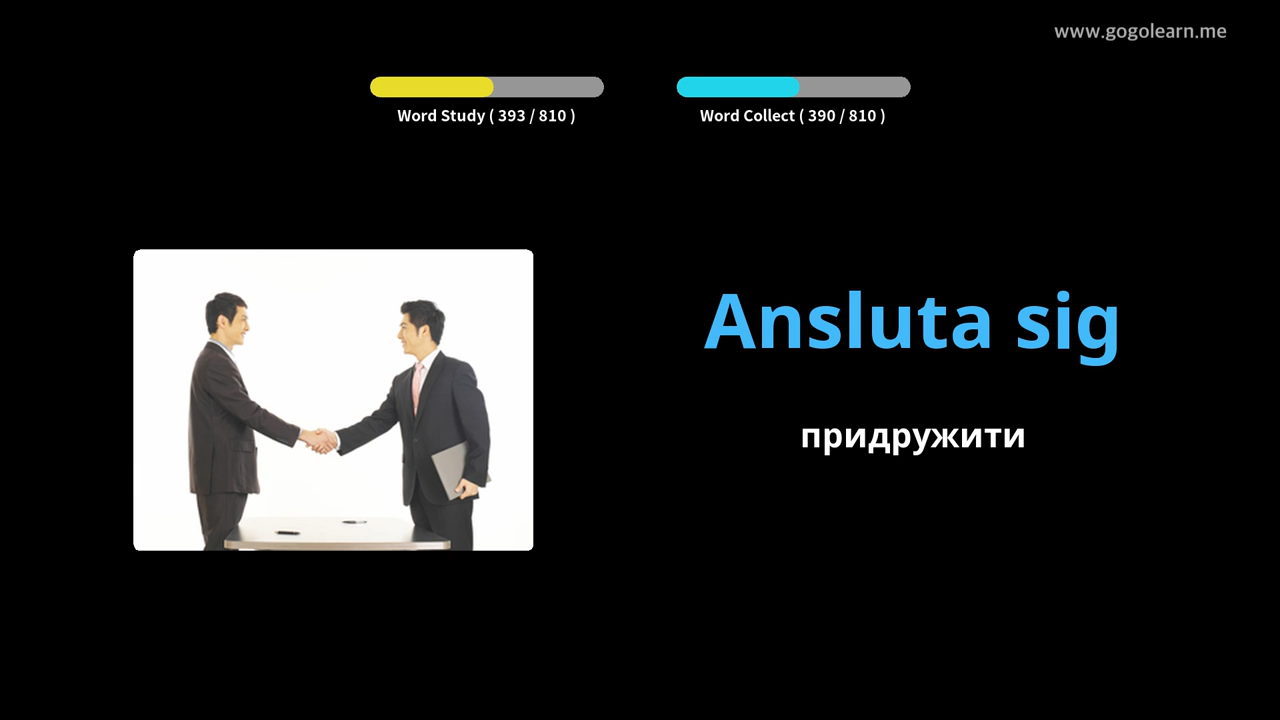 www.gogolearn.me
Word Study ( 393 / 810 )
Word Collect ( 390 / 810 )
Ansluta sig
придружити